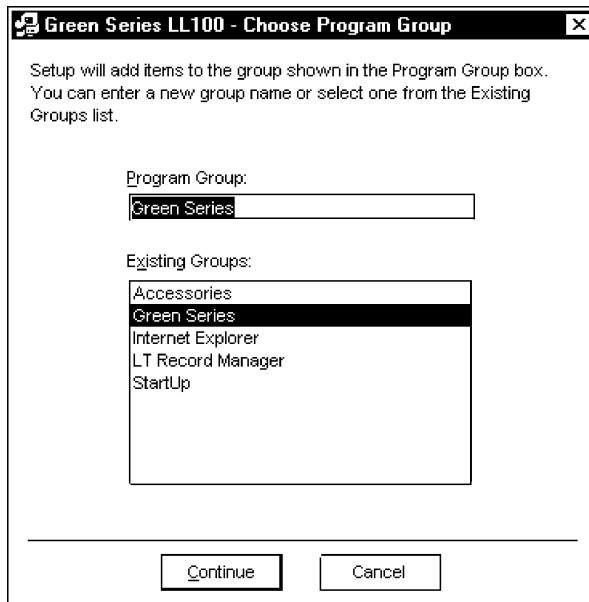 Green Series LL100 - Choose Program Group
Setup will add items to the group shown in the Program Group box.
You can enter a new group name or select one from the Existing
Groups list.
Program Group:
Green Series
Existing Groups:
Accessories
Green Series
Internet Explorer
LT Record Manager
StartUp
Continue
Cancel